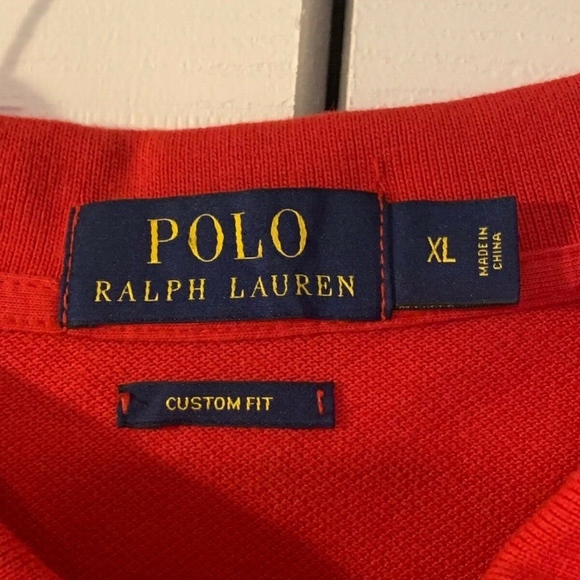 POLO
RALPH LAUREN
XL
MADE IN
CHINA
CUSTOM FIT